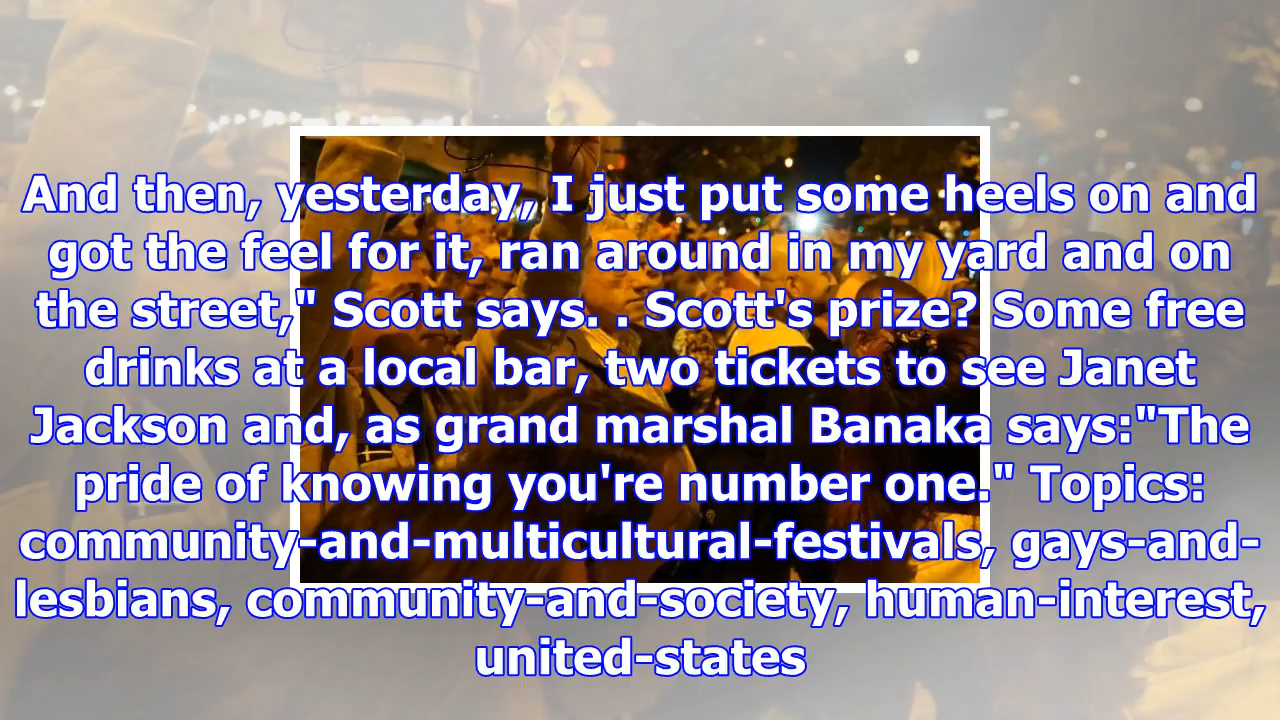 And then, yesterday, I just put some heels on and
got the feel for it, ran around in my yard and on
the street," Scott says. . Scott's prize? Some free
drinks at a local bar, two tickets to see Janet
Jackson and, as grand marshal Banaka says:"The
pride of knowing you're number one." Topics:
community-and-multicultural-festivals, gays-and-
lesbians, community-and-society, human-interest,
united-states